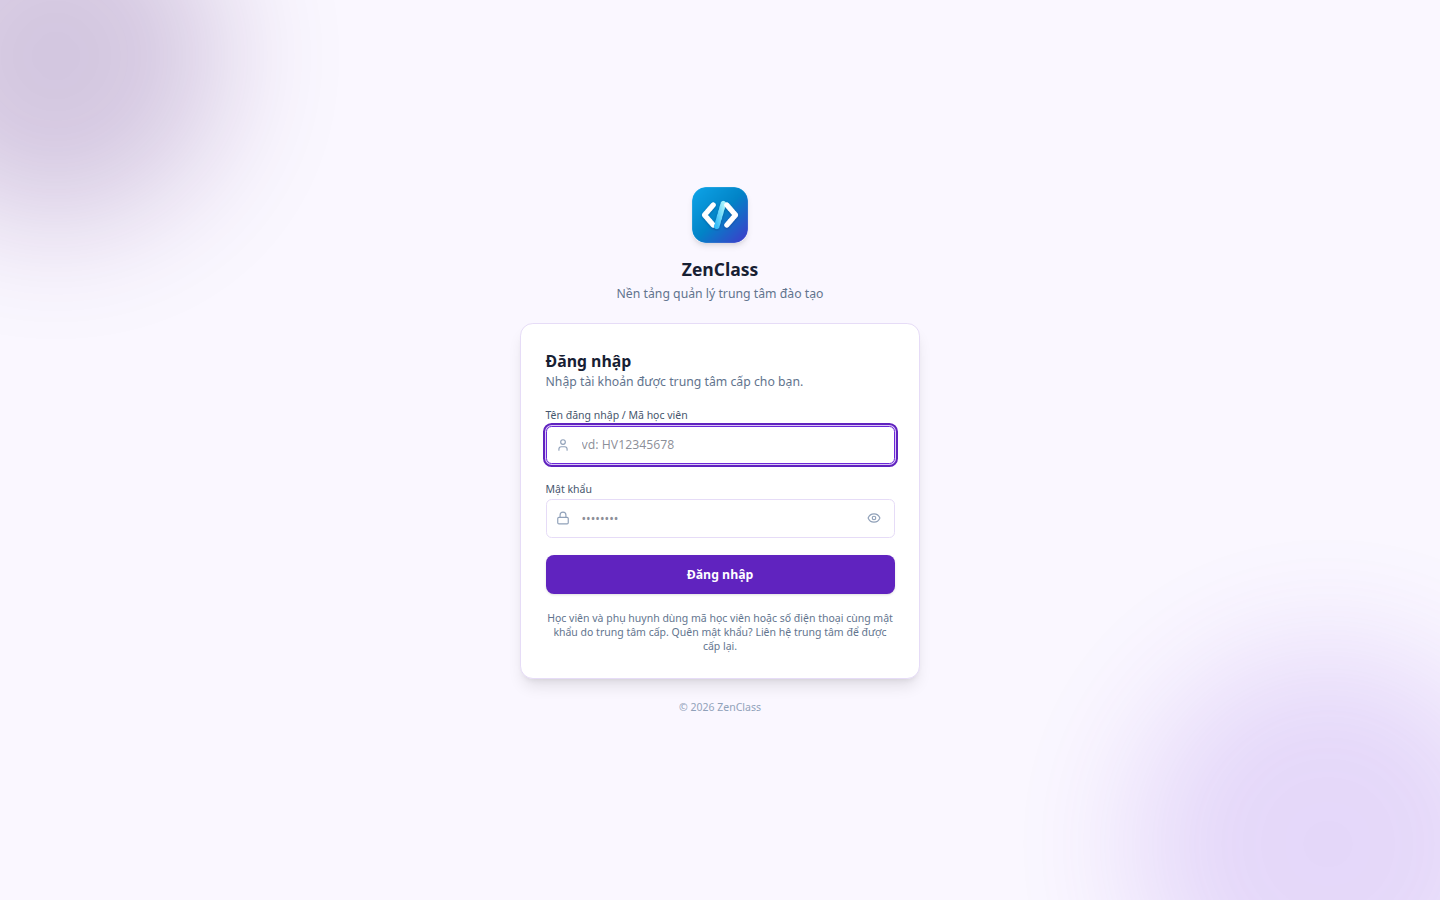 ZenClass
Nền tảng quản lý trung tâm đào tạo
Đăng nhập
Nhập tài khoản được trung tâm cấp cho bạn.
Tên đăng nhập / Mã học viên
vd: HV12345678
Mật khẩu
••••••••
Đăng nhập
Học viên và phụ huynh dùng mã học viên hoặc số điện thoại cùng mật
khẩu do trung tâm cấp. Quên mật khẩu? Liên hệ trung tâm để được
cấp lại.
© 2026 ZenClass